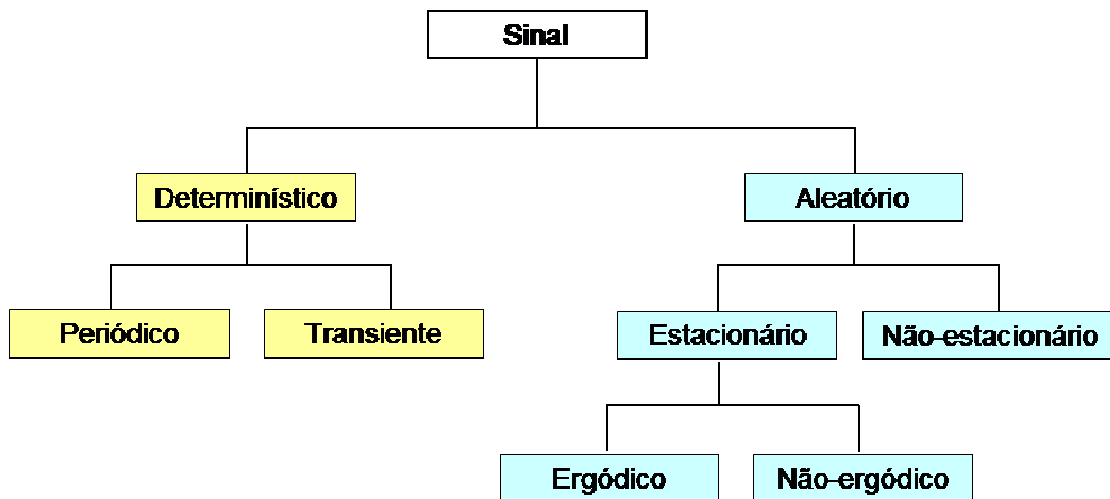 Sinal
Determinístico
Aleatório
Periódico
Transiente
Estacionário
Não-estacionário
Ergódico
Não-ergódico